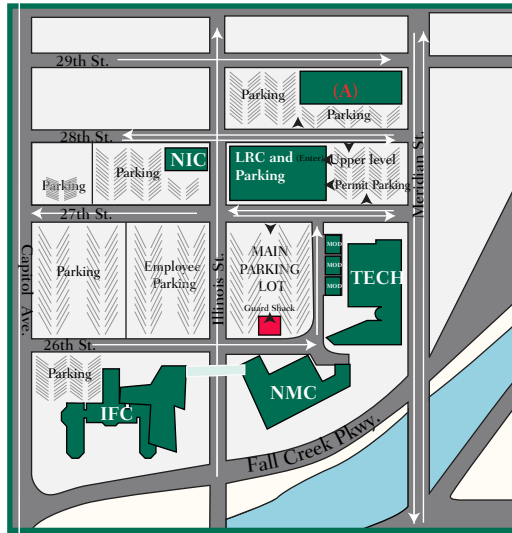 29th St.
(A)
Parking
Parking
28th St.
NIC
LRC and
Parking
(Enter)
Upper level
Permit Parking
Parking
Parking
27th St.
Meridian St.
Capitol Ave.
Illinois St.
Parking
Employee
Parking
MAIN
PARKING
LOT
Guard Shack
MOD
MOD
MOD
TECH
26th St.
Parking
IFC
NMC
Fall Creek Pkwy.